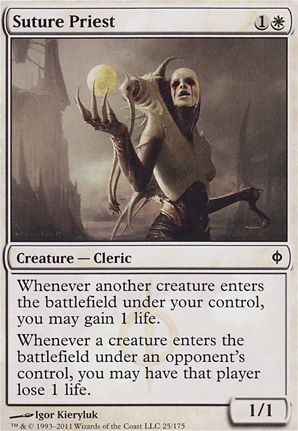 Suture Priest 1
Creature — Cleric
Whenever another creature enters
the battlefield under your control,
you may gain 1 life.
Whenever a creature enters the
battlefield under an opponent's
control, you may have that player
lose 1 life.
1/1
Igor Kieryluk
™ & © 1993–2011 Wizards of the Coast LLC 25/175